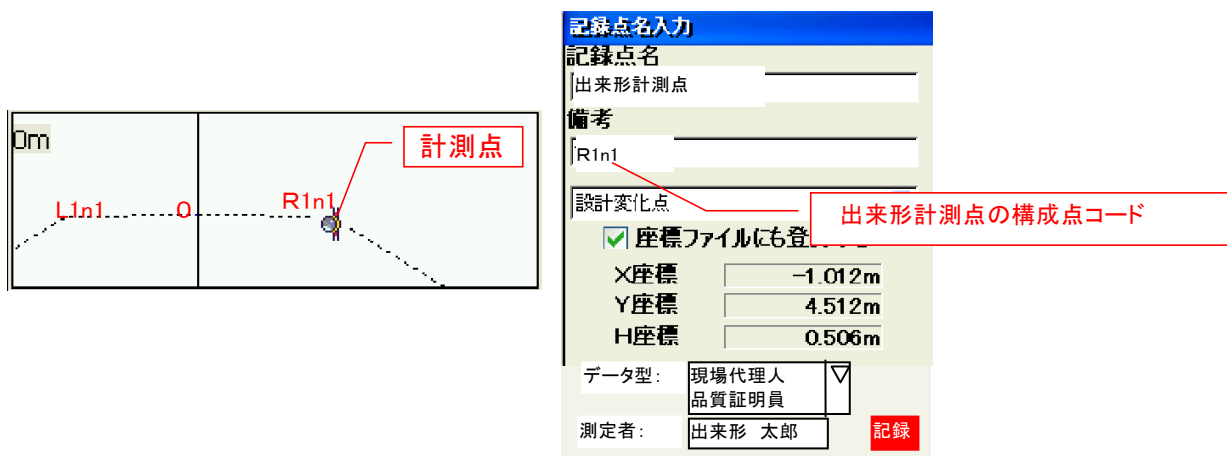 0m
計測点
L1n1
0
R1n1
記録点名入力
記録点名
出来形計測点
備考
R1n1
設計変化点
出来形計測点の構成点コード
座標ファイルにも登
X座標 -1.012m
Y座標 4.512m
H座標 0.506m
データ型: 現場代理人
品質証明員
測定者: 出来形 太郎
記録